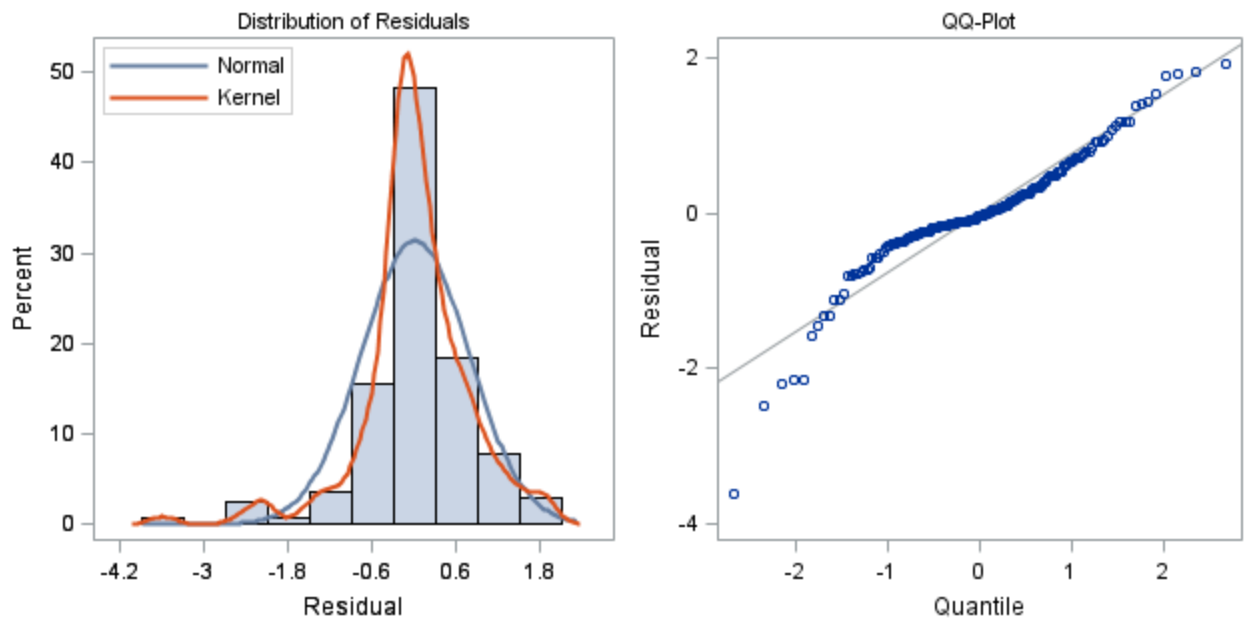 Distribution of Residuals
Normal
Kernel
50
40
30
20
10
0
Percent
-4.2 -3 -1.8 -0.6 0.6 1.8
Residual
QQ-Plot
2
0
-2
-4
Residual
-2 -1 0 1 2
Quantile